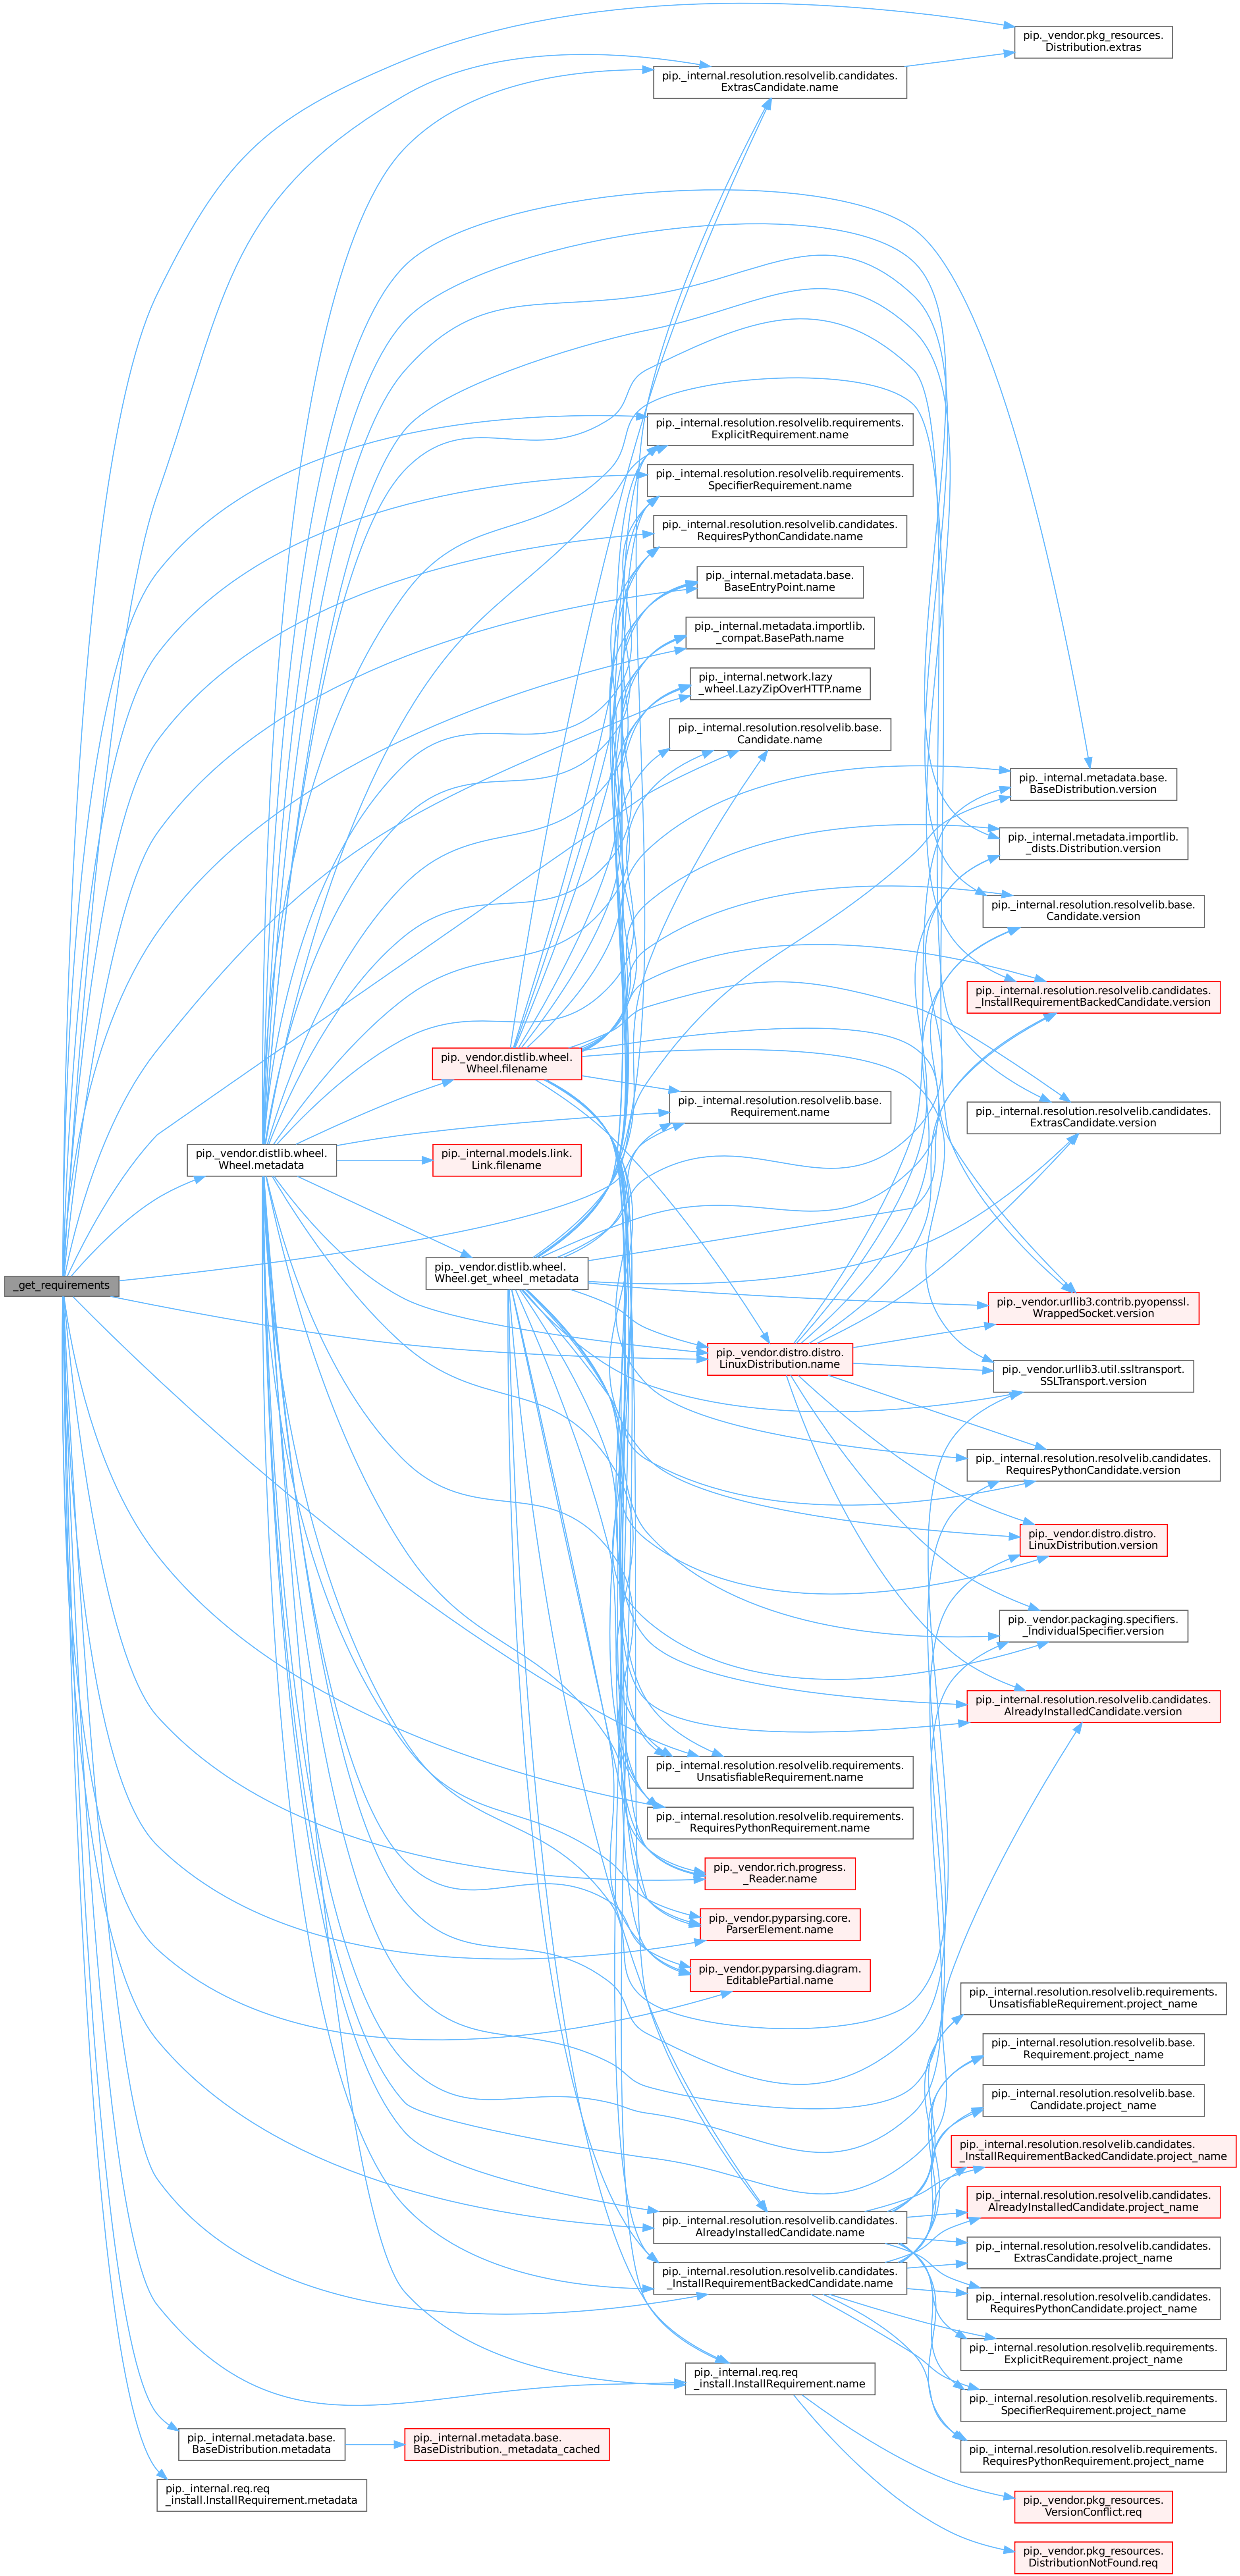 pip._vendor.pkg_resources.
Distribution.extras
pip._internal.resolution.resolvelib.candidates.
ExtrasCandidate.name
pip._internal.resolution.resolvelib.requirements.
ExplicitRequirement.name
pip._internal.resolution.resolvelib.requirements.
SpecifierRequirement.name
pip._internal.resolution.resolvelib.candidates.
RequiresPythonCandidate.name
pip._internal.metadata.base.
BaseEntryPoint.name
pip._internal.metadata.importlib.
_compat.BasePath.name
pip._internal.network.lazy
_wheel.LazyZipOverHTTP.name
pip._internal.resolution.resolvelib.base.
Candidate.name
pip._internal.metadata.base.
BaseDistribution.version
pip._internal.metadata.importlib.
_dists.Distribution.version
pip._internal.resolution.resolvelib.base.
Candidate.version
pip._internal.resolution.resolvelib.candidates.
_InstallRequirementBackedCandidate.version
pip._vendor.distlib.wheel.
Wheel.filename
pip._internal.resolution.resolvelib.base.
Requirement.name
pip._internal.resolution.resolvelib.candidates.
ExtrasCandidate.version
pip._vendor.distlib.wheel.
Wheel.metadata
pip._internal.models.link.
Link.filename
pip._vendor.distlib.wheel.
Wheel.get_wheel_metadata
_get_requirements
pip._vendor.urllib3.contrib.pyopenssl.
WrappedSocket.version
pip._vendor.distro.distro.
LinuxDistribution.name
pip._vendor.urllib3.util.ssltransport.
SSLTransport.version
pip._internal.resolution.resolvelib.candidates.
RequiresPythonCandidate.version
pip._vendor.distro.distro.
LinuxDistribution.version
pip._vendor.packaging.specifiers.
_IndividualSpecifier.version
pip._internal.resolution.resolvelib.candidates.
AlreadyInstalledCandidate.version
pip._internal.resolution.resolvelib.requirements.
UnsatisfiableRequirement.name
pip._internal.resolution.resolvelib.requirements.
RequiresPythonRequirement.name
pip._vendor.rich.progress.
_Reader.name
pip._vendor.pyparsing.core.
ParserElement.name
pip._vendor.pyparsing.diagram.
EditablePartial.name
pip._internal.resolution.resolvelib.requirements.
UnsatisfiableRequirement.project_name
pip._internal.resolution.resolvelib.base.
Requirement.project_name
pip._internal.resolution.resolvelib.base.
Candidate.project_name
pip._internal.resolution.resolvelib.candidates.
_InstallRequirementBackedCandidate.project_name
pip._internal.resolution.resolvelib.candidates.
AlreadyInstalledCandidate.project_name
pip._internal.resolution.resolvelib.candidates.
AlreadyInstalledCandidate.name
pip._internal.resolution.resolvelib.candidates.
ExtrasCandidate.project_name
pip._internal.resolution.resolvelib.candidates.
_InstallRequirementBackedCandidate.name
pip._internal.resolution.resolvelib.candidates.
RequiresPythonCandidate.project_name
pip._internal.resolution.resolvelib.requirements.
ExplicitRequirement.project_name
pip._internal.req.req
_install.InstallRequirement.name
pip._internal.resolution.resolvelib.requirements.
SpecifierRequirement.project_name
pip._internal.metadata.base.
BaseDistribution.metadata
pip._internal.metadata.base.
BaseDistribution._metadata_cached
pip._internal.resolution.resolvelib.requirements.
RequiresPythonRequirement.project_name
pip._internal.req.req
_install.InstallRequirement.metadata
pip._vendor.pkg_resources.
VersionConflict.req
pip._vendor.pkg_resources.
DistributionNotFound.req